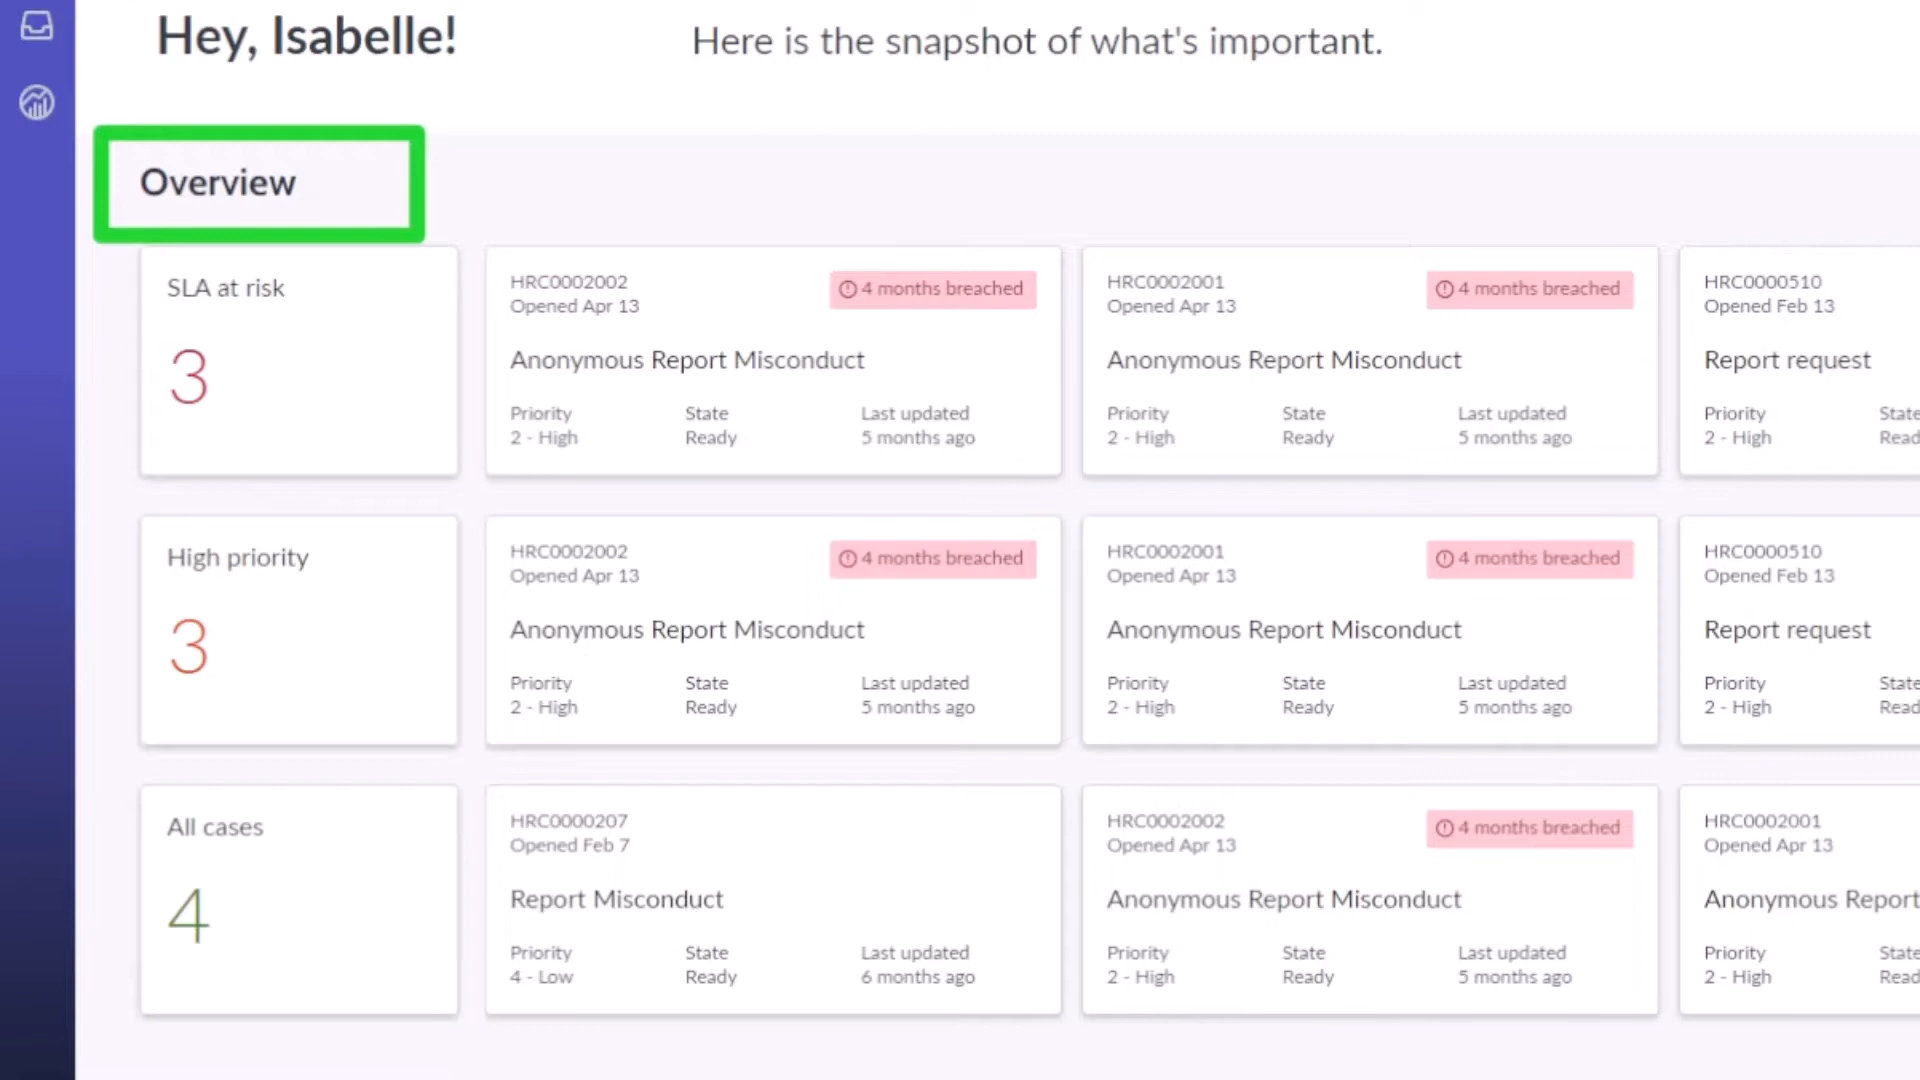 Hey, Isabelle!
Here is the snapshot of what's important.
Overview
SLA at risk
3
HRC0002002
Opened Apr 13
4 months breached
Anonymous Report Misconduct
Priority State Last updated
2 - High Ready 5 months ago
HRC0002001
Opened Apr 13
4 months breached
Anonymous Report Misconduct
Priority State Last updated
2 - High Ready 5 months ago
HRC0000510
Opened Feb 13
Report request
Priority State
2 - High Read
High priority
3
HRC0002002
Opened Apr 13
4 months breached
Anonymous Report Misconduct
Priority State Last updated
2 - High Ready 5 months ago
HRC0002001
Opened Apr 13
4 months breached
Anonymous Report Misconduct
Priority State Last updated
2 - High Ready 5 months ago
HRC0000510
Opened Feb 13
Report request
Priority State
2 - High Read
All cases
4
HRC0000207
Opened Feb 7
Report Misconduct
Priority State Last updated
4 - Low Ready 6 months ago
HRC0002002
Opened Apr 13
4 months breached
Anonymous Report Misconduct
Priority State Last updated
2 - High Ready 5 months ago
HRC0002001
Opened Apr 13
Anonymous Report
Priority State
2 - High Read